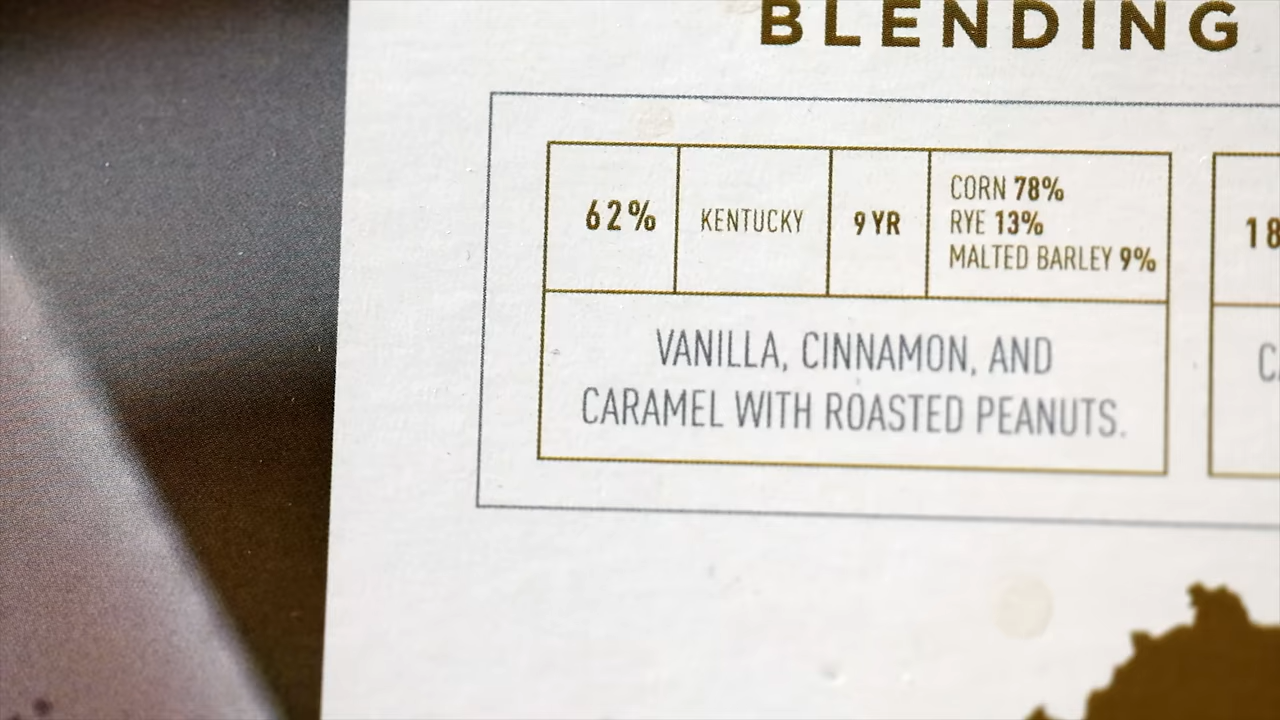 BLENDING
62%
KENTUCKY
9 YR
CORN 78%
RYE 13%
MALTED BARLEY 9%
VANILLA, CINNAMON, AND
CARAMEL WITH ROASTED PEANUTS.
18